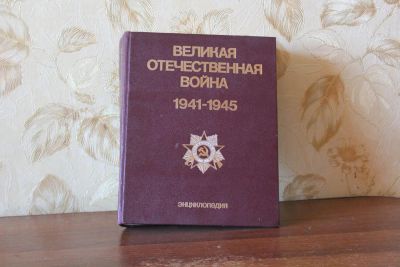 ВЕЛИКАЯ
ОТЕЧЕСТВЕННАЯ
ВОЙНА
1941-1945
ЭНЦИКЛОПЕДИЯ